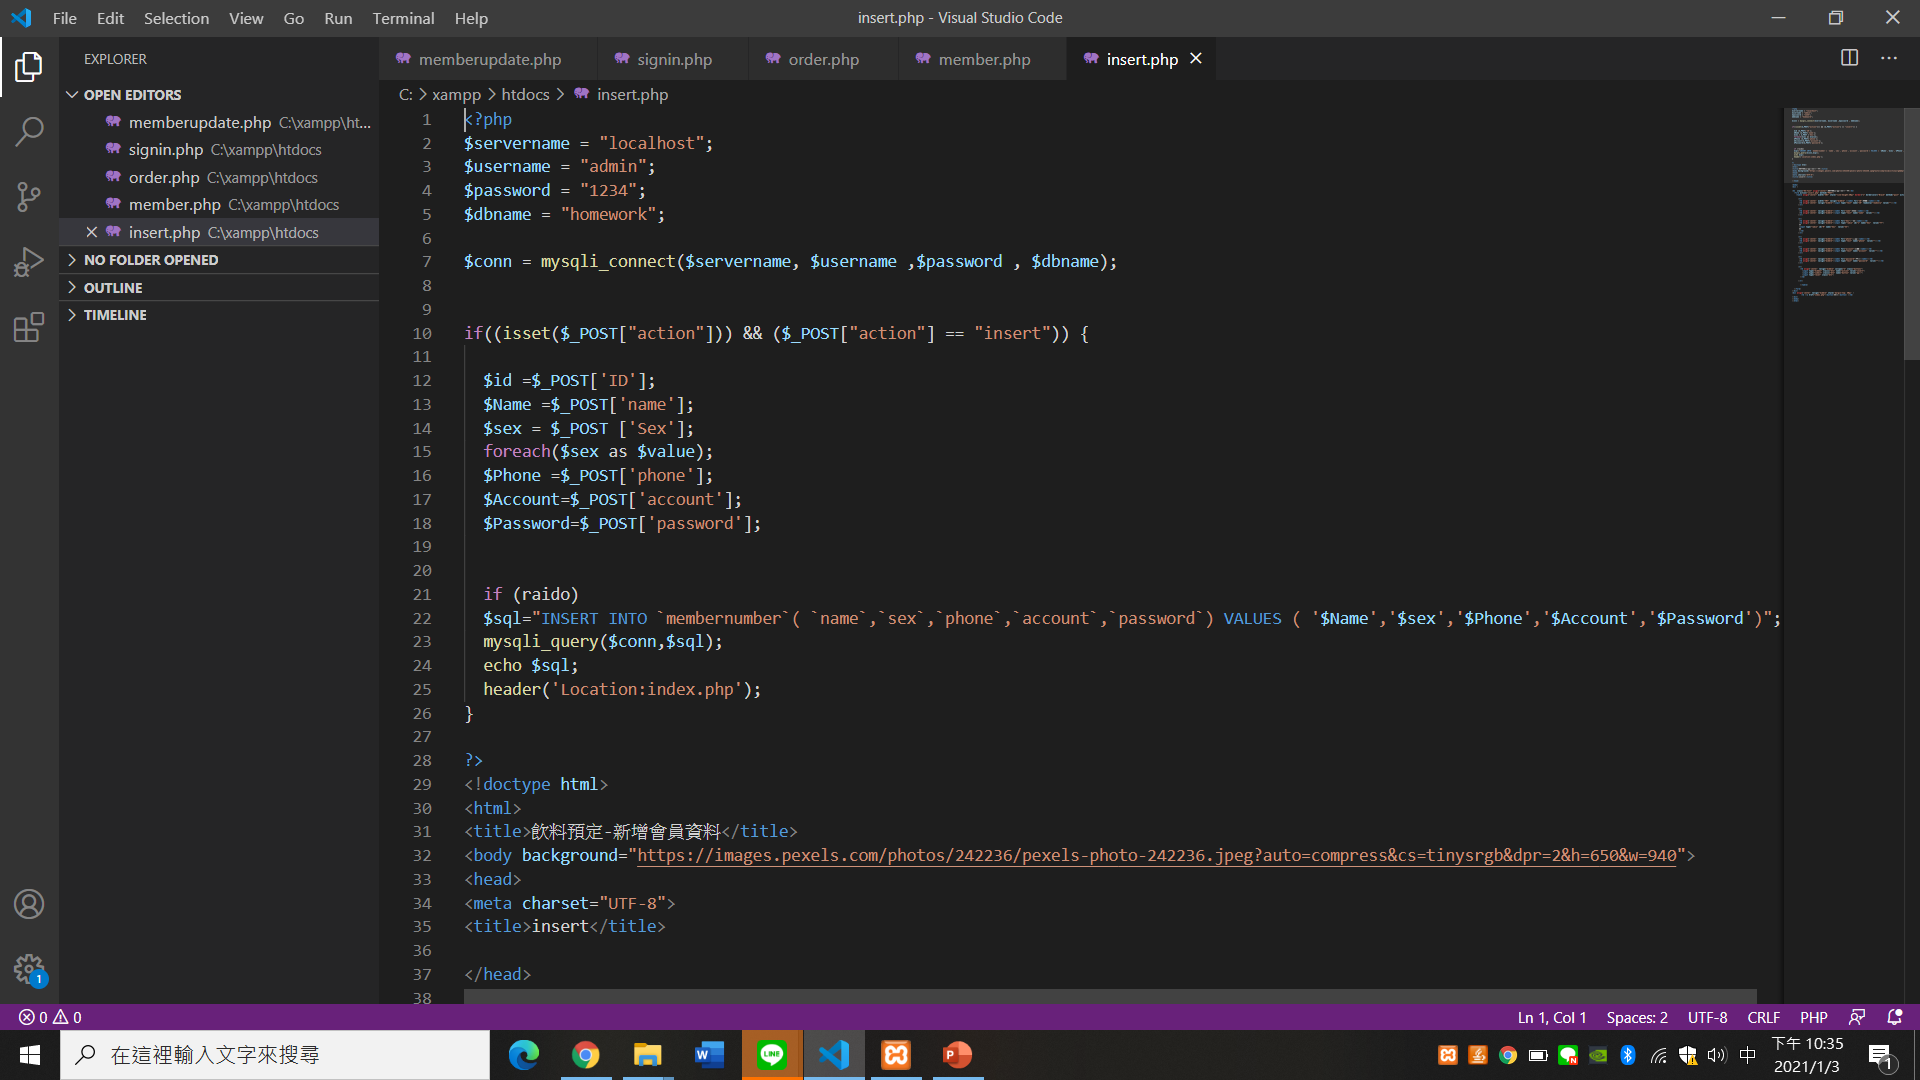 File Edit Selection View Go Run Terminal Help
insert.php - Visual Studio Code
EXPLORER
OPEN EDITORS
memberupdate.php C:\xampp\ht...
signin.php C:\xampp\htdocs
order.php C:\xampp\htdocs
member.php C:\xampp\htdocs
insert.php C:\xampp\htdocs
NO FOLDER OPENED
OUTLINE
TIMELINE
memberupdate.php signin.php order.php member.php insert.php
C: > xampp > htdocs > insert.php
1 <?php
2 $servername = "localhost";
3 $username = "admin";
4 $password = "1234";
5 $dbname = "homework";
6
7 $conn = mysqli_connect($servername, $username ,$password , $dbname);
8
9
10 if((isset($_POST["action"])) && ($_POST["action"] == "insert")) {
11
12 $id =$_POST['ID'];
13 $Name =$_POST['name'];
14 $sex = $_POST ['Sex'];
15 foreach($sex as $value);
16 $Phone =$_POST['phone'];
17 $Account=$_POST['account'];
18 $Password=$_POST['password'];
19
20
21 if (raido)
22 $sql="INSERT INTO `membernumber`( `name`,`sex`,`phone`,`account`,`password`) VALUES ( '$Name','$sex','$Phone','$Account','$Password')";
23 mysqli_query($conn,$sql);
24 echo $sql;
25 header('Location:index.php');
26 }
27
28 ?>
29 <!doctype html>
30 <html>
31 <title>飲料預定-新增會員資料</title>
32 <body background="https://images.pexels.com/photos/242236/pexels-photo-242236.jpeg?auto=compress&cs=tinysrgb&dpr=2&h=650&w=940">
33 <head>
34 <meta charset="UTF-8">
35 <title>insert</title>
36
37 </head>
38
0 0
Ln 1, Col 1 Spaces: 2 UTF-8 CRLF PHP
在這裡輸入文字來搜尋
中
下午 10:35
2021/1/3
1